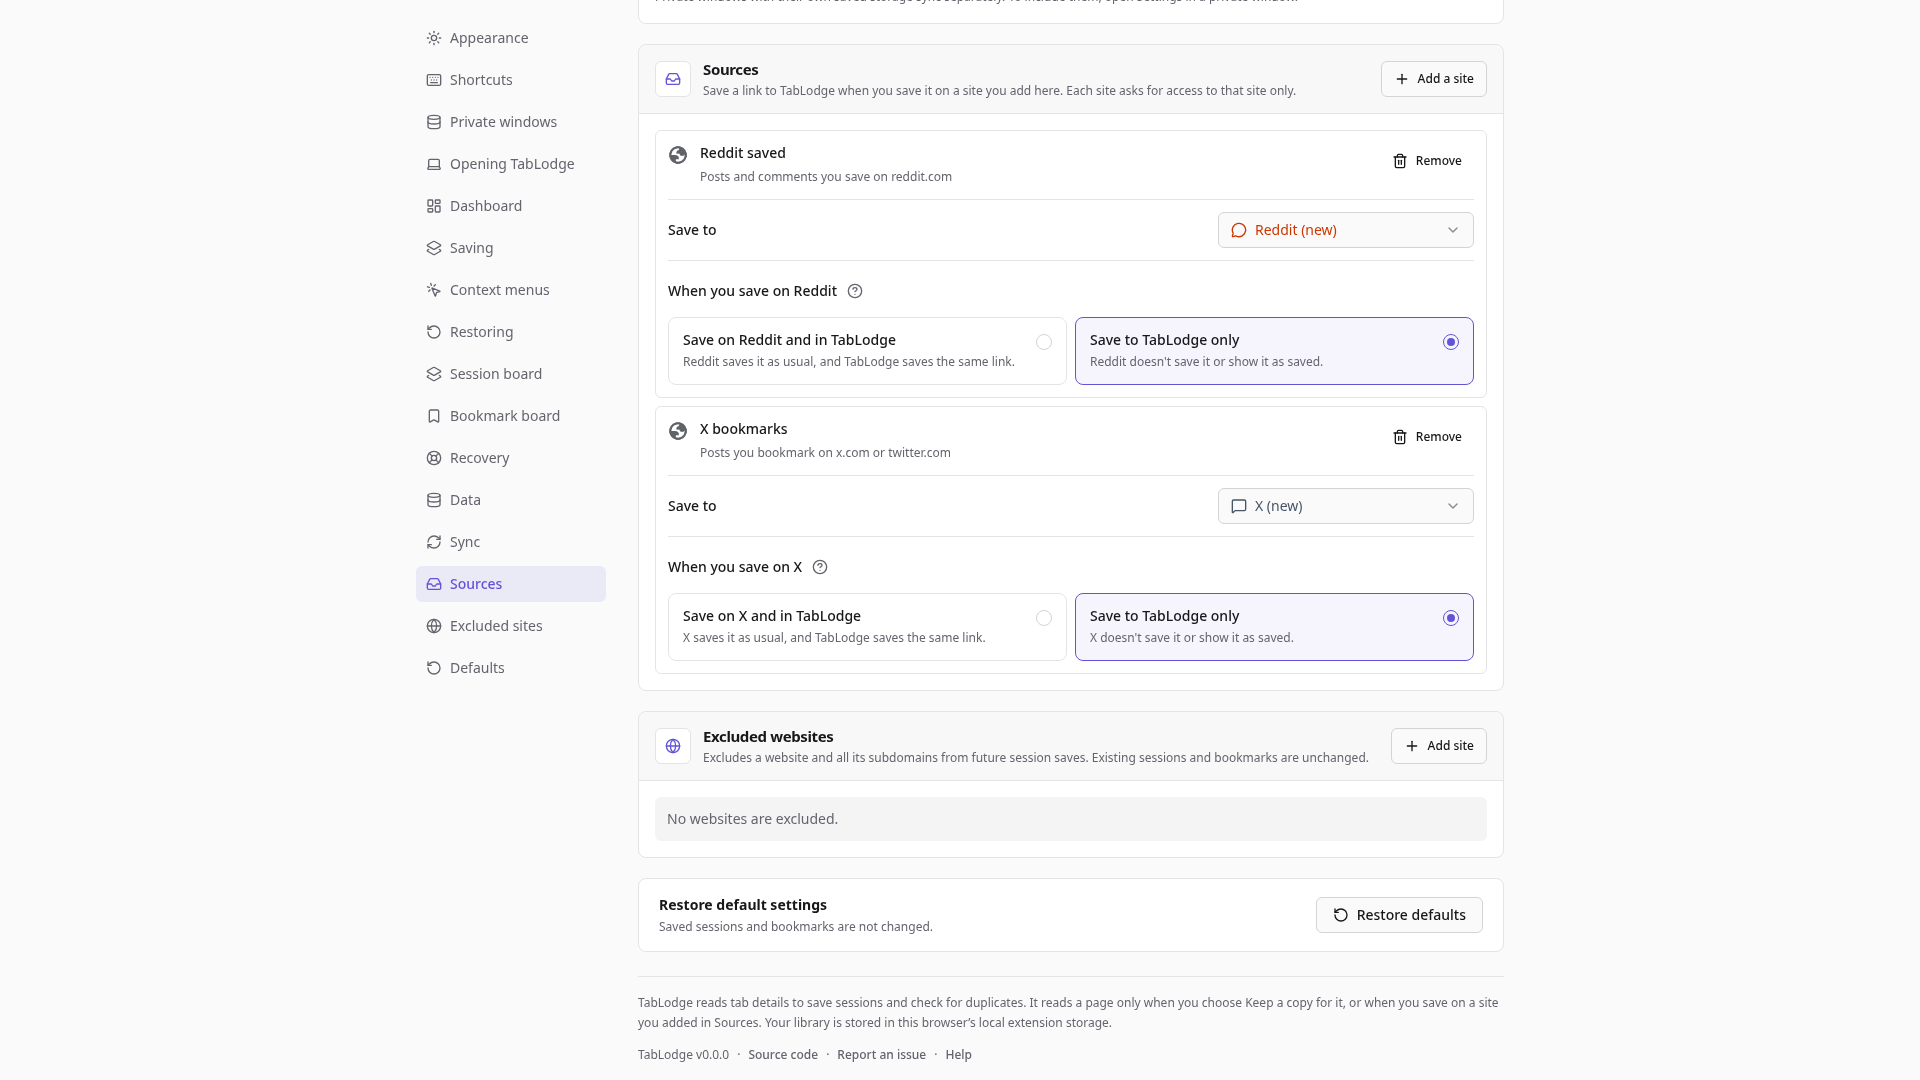 Appearance
Shortcuts
Private windows
Opening TabLodge
Dashboard
Saving
Context menus
Restoring
Session board
Bookmark board
Recovery
Data
Sync
Sources
Excluded sites
Defaults
Sources
Save a link to TabLodge when you save it on a site you add here. Each site asks for access to that site only.
Add a site
Reddit saved
Posts and comments you save on reddit.com
Remove
Save to
Reddit (new)
When you save on Reddit
Save on Reddit and in TabLodge
Reddit saves it as usual, and TabLodge saves the same link.
Save to TabLodge only
Reddit doesn't save it or show it as saved.
X bookmarks
Posts you bookmark on x.com or twitter.com
Remove
Save to
X (new)
When you save on X
Save on X and in TabLodge
X saves it as usual, and TabLodge saves the same link.
Save to TabLodge only
X doesn't save it or show it as saved.
Excluded websites
Excludes a website and all its subdomains from future session saves. Existing sessions and bookmarks are unchanged.
Add site
No websites are excluded.
Restore default settings
Saved sessions and bookmarks are not changed.
Restore defaults
TabLodge reads tab details to save sessions and check for duplicates. It reads a page only when you choose Keep a copy for it, or when you save on a site
you added in Sources. Your library is stored in this browser’s local extension storage.
TabLodge v0.0.0 · Source code · Report an issue · Help